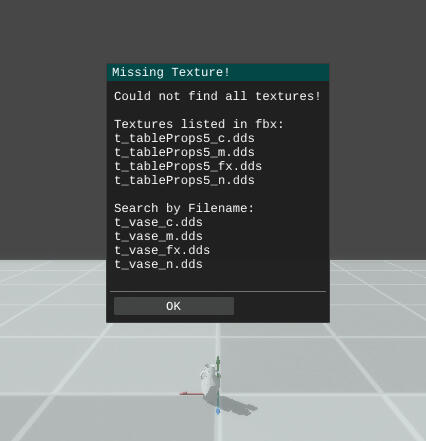 Missing Texture!
Could not find all textures!
Textures listed in fbx:
t_tableProps5_c.dds
t_tableProps5_m.dds
t_tableProps5_fx.dds
t_tableProps5_n.dds
Search by Filename:
t_vase_c.dds
t_vase_m.dds
t_vase_fx.dds
t_vase_n.dds
OK